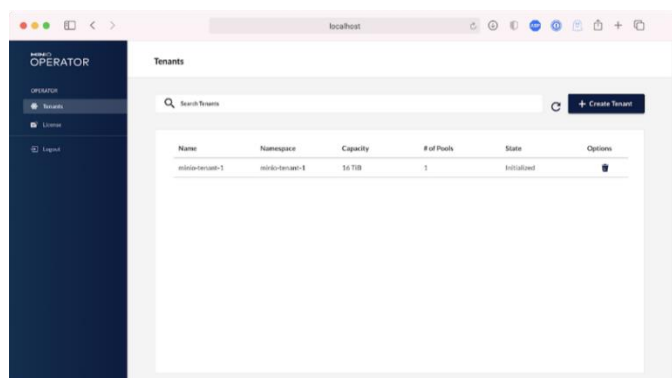 localhost
MINIO
OPERATOR
Tenants
OPERATOR
Tenants
License
Logout
Search Tenants
+ Create Tenant
Name Namespace Capacity # of Pools State Options
minio-tenant-1 minio-tenant-1 16 TiB 1 Initialized